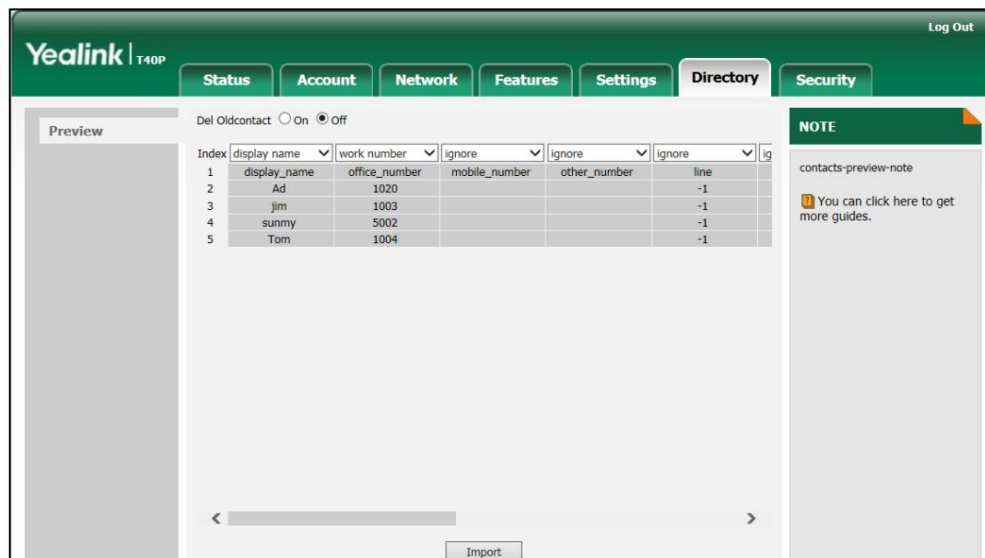 Log Out
Yealink | T40P
Status Account Network Features Settings Directory Security
Preview
Del Oldcontact On Off
NOTE
Index display name work number ignore ignore ignore ig
1 display_name office_number mobile_number other_number line
2 Ad 1020 -1
3 jim 1003 -1
4 sunmy 5002 -1
5 Tom 1004 -1
contacts-preview-note
You can click here to get
more guides.
Import